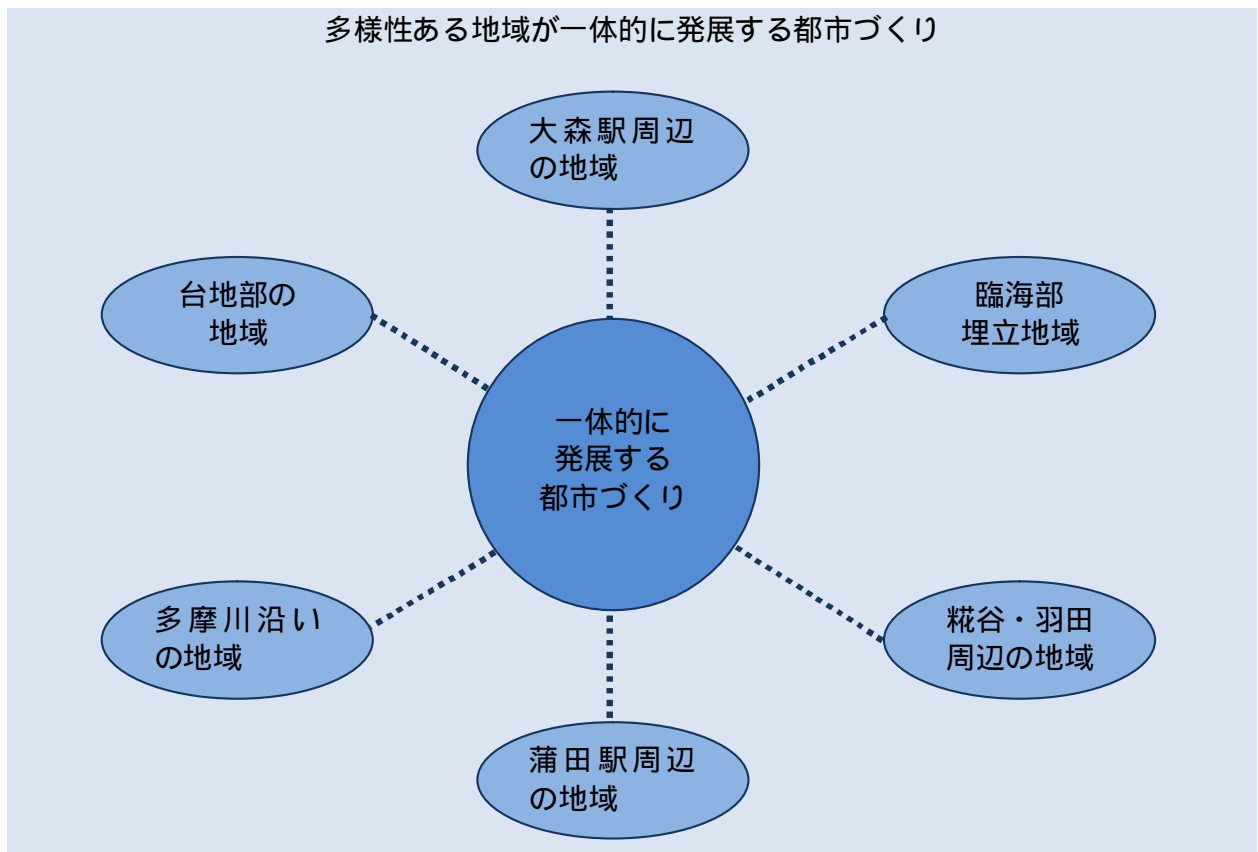 多様性ある地域が一体的に発展する都市づくり
大森駅周辺
の地域
台地部の
地域
臨海部
埋立地域
一体的に
発展する
都市づくり
多摩川沿い
の地域
糀谷・羽田
周辺の地域
蒲田駅周辺
の地域